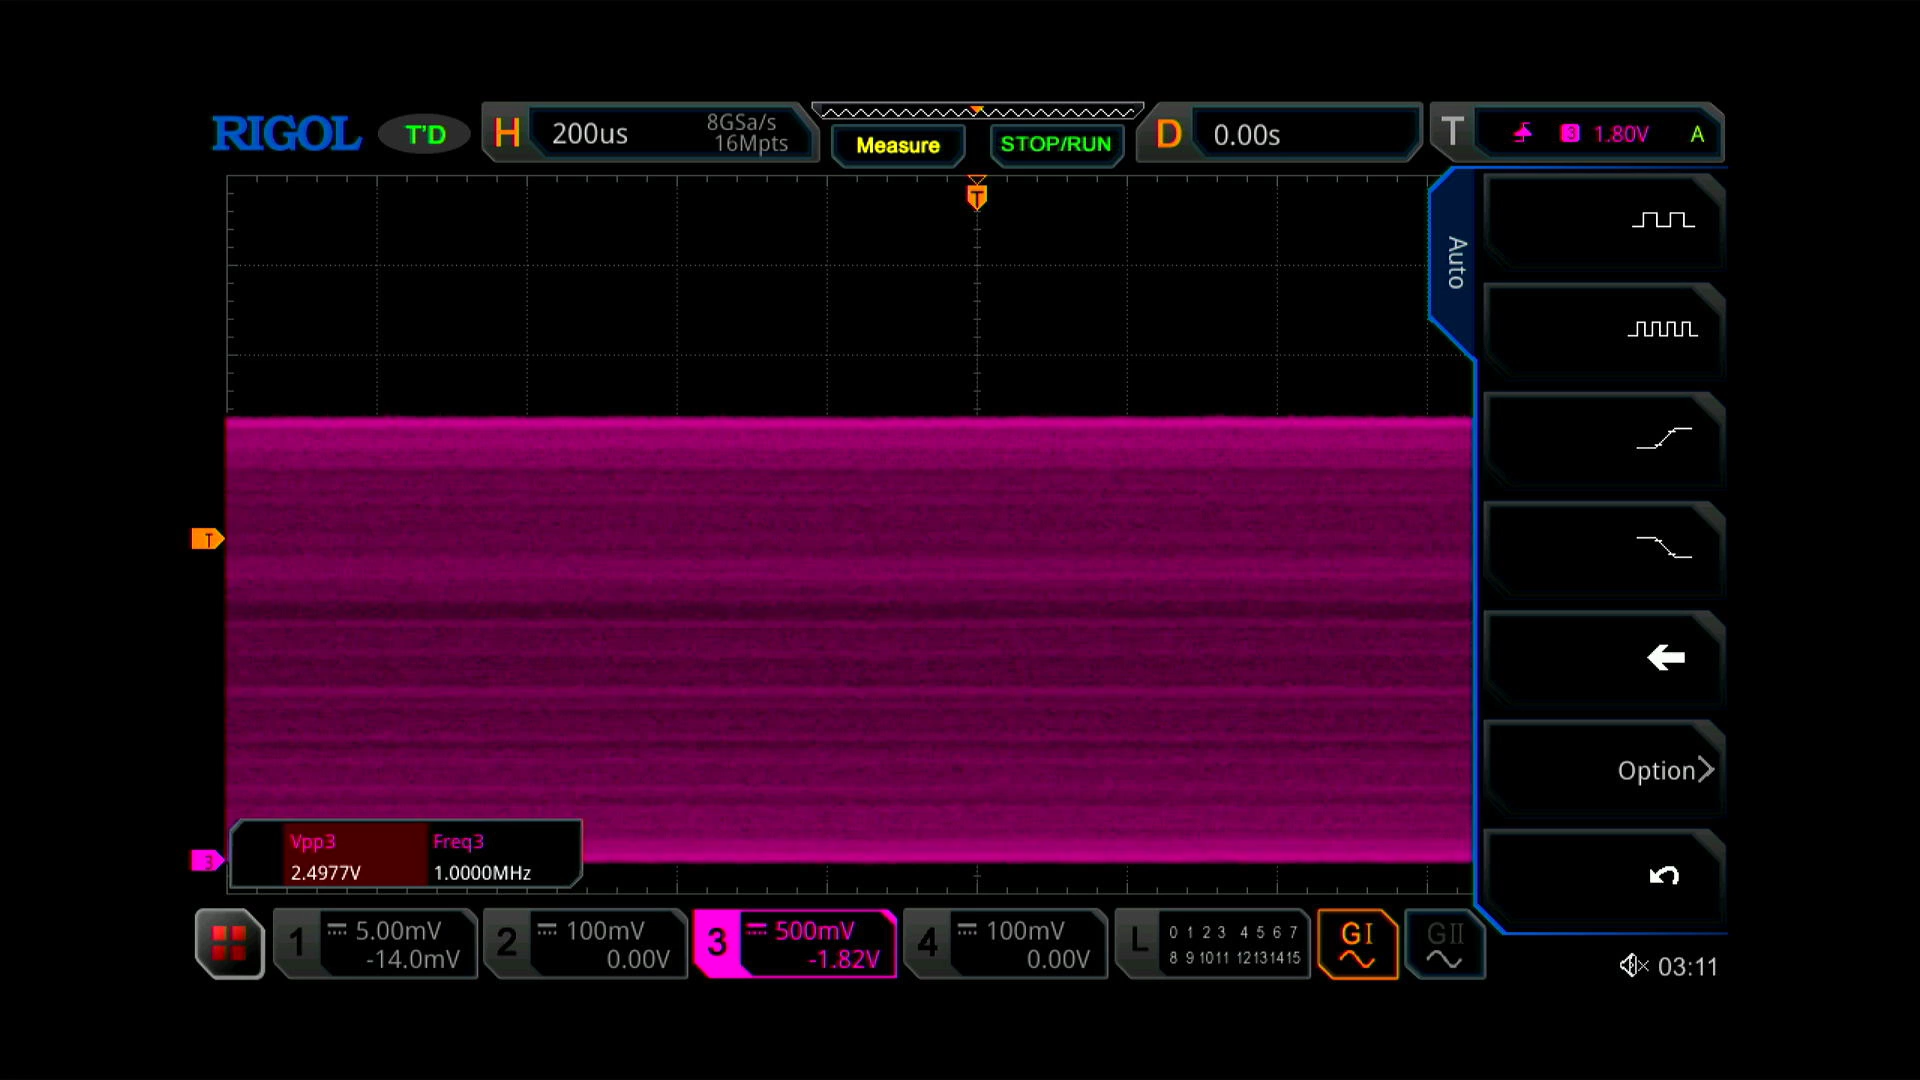 RIGOL T'D H 200us 8GSa/s 16Mpts Measure STOP/RUN D 0.00s T 3 1.80V A
T
Auto
T
Option
Vpp3 Freq3
2.4977V 1.0000MHz
3
1 5.00mV -14.0mV
2 100mV 0.00V
3 500mV -1.82V
4 100mV 0.00V
L 0 1 2 3 4 5 6 7
8 9 10 11 12 13 14 15
GI GII
03:11